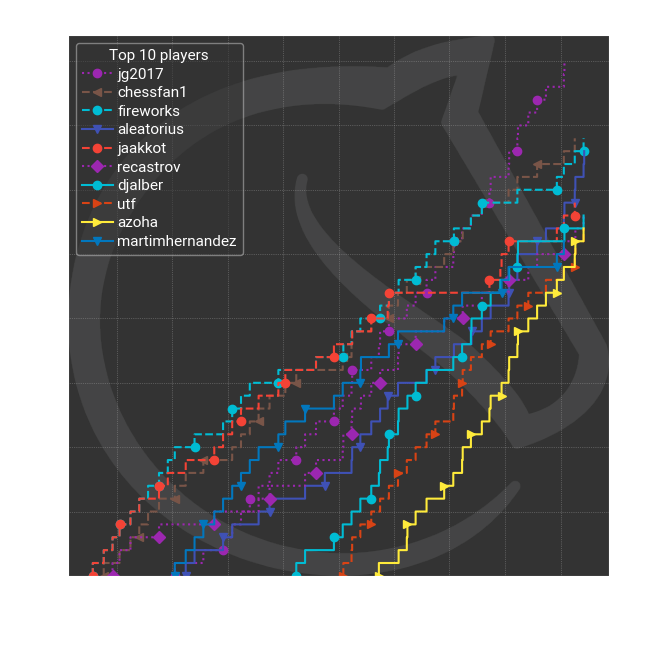 Top 10 players
jg2017
chessfan1
fireworks
aleatorius
jaakkot
recastrov
djalber
utf
azoha
martimhernandez